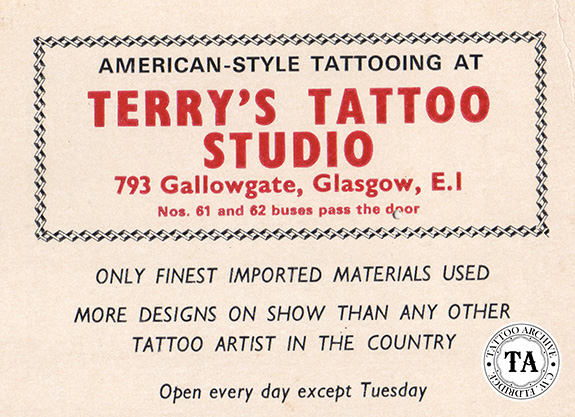 AMERICAN-STYLE TATTOOING AT
TERRY'S TATTOO
STUDIO
793 Gallowgate, Glasgow, E.1
Nos. 61 and 62 buses pass the door
ONLY FINEST IMPORTED MATERIALS USED
MORE DESIGNS ON SHOW THAN ANY OTHER
TATTOO ARTIST IN THE COUNTRY
Open every day except Tuesday
TATTOO ARCHIVE
TA
C.W. ELDRIDGE